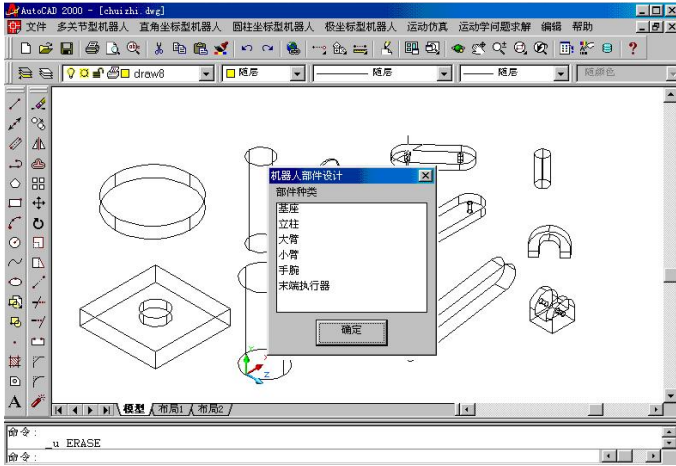 AutoCAD 2000 - [chuizhi.dwg]
文件 多关节型机器人 直角坐标型机器人 圆柱坐标型机器人 极坐标型机器人 运动仿真 运动学问题求解 编辑 帮助
draw8 随层 随层 随层 随颜色
机器人部件设计
部件种类
基座
立柱
大臂
小臂
手腕
末端执行器
确定
Y
X
Z
模型 布局1 布局2
命令:
_u ERASE
命令: